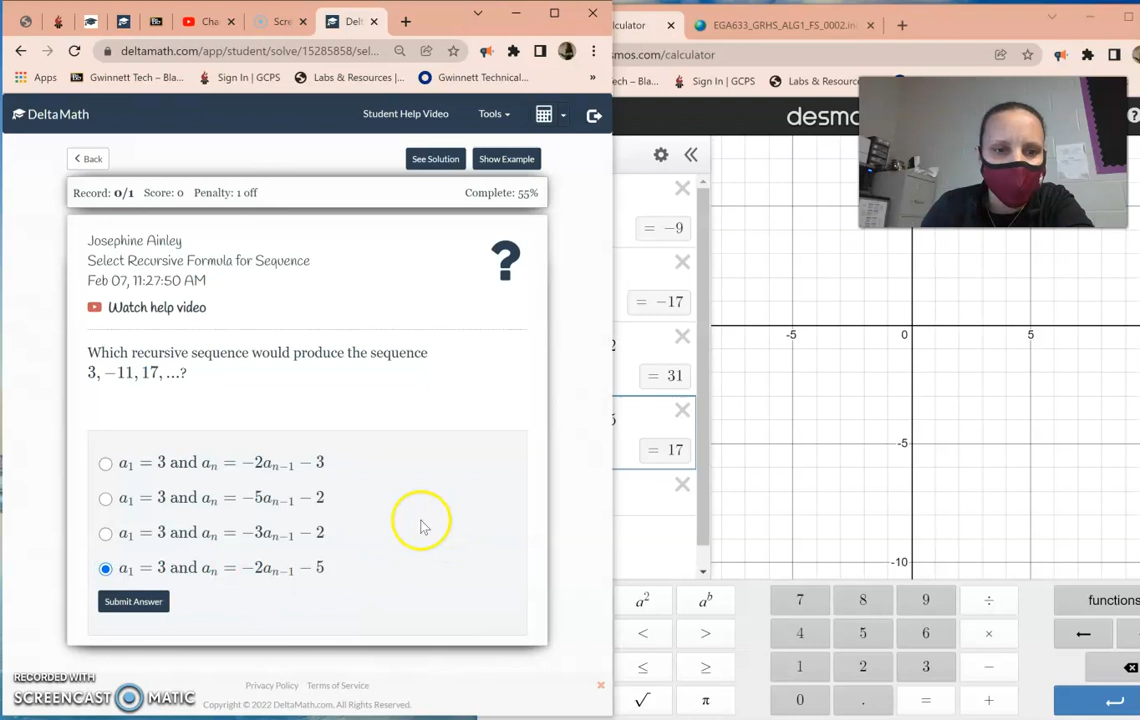 Cha
Scre
Delt
deltamath.com/app/student/solve/15285858/sel...
Apps
Gwinnett Tech – Bla...
Sign In | GCPS
Labs & Resources |...
Gwinnett Technical...
»
DeltaMath
Student Help Video
Tools
Back
See Solution
Show Example
Record: 0/1 Score: 0 Penalty: 1 off
Complete: 55%
Josephine Ainley
Select Recursive Formula for Sequence
Feb 07, 11:27:50 AM
?
Watch help video
Which recursive sequence would produce the sequence
3, −11, 17, ...?
a₁ = 3 and aₙ = −2aₙ₋₁ − 3
a₁ = 3 and aₙ = −5aₙ₋₁ − 2
a₁ = 3 and aₙ = −3aₙ₋₁ − 2
a₁ = 3 and aₙ = −2aₙ₋₁ − 5
Submit Answer
Privacy Policy Terms of Service
Copyright © 2022 DeltaMath.com. All Rights Reserved.
RECORDED WITH
SCREENCAST MATIC
alculator
EGA633_GRHS_ALG1_FS_0002.in
smos.com/calculator
ech – Bla...
Sign In | GCPS
Labs & Resource
desmo
= −9
= −17
= 31
= 17
-5
0
5
-5
-10
a²
aᵇ
7
8
9
÷
functions
<
>
4
5
6
×
≤
≥
1
2
3
−
√
π
0
.
=
+